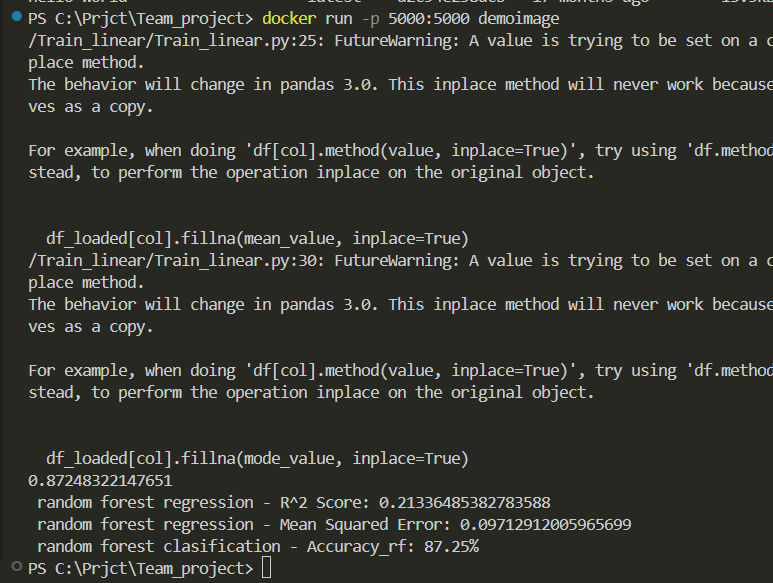 PS C:\Prjct\Team_project> docker run -p 5000:5000 demoimage
/Train_linear/Train_linear.py:25: FutureWarning: A value is trying to be set on a c
place method.
The behavior will change in pandas 3.0. This inplace method will never work because
ves as a copy.
For example, when doing 'df[col].method(value, inplace=True)', try using 'df.method
stead, to perform the operation inplace on the original object.
df_loaded[col].fillna(mean_value, inplace=True)
/Train_linear/Train_linear.py:30: FutureWarning: A value is trying to be set on a c
place method.
The behavior will change in pandas 3.0. This inplace method will never work because
ves as a copy.
For example, when doing 'df[col].method(value, inplace=True)', try using 'df.method
stead, to perform the operation inplace on the original object.
df_loaded[col].fillna(mode_value, inplace=True)
0.87248322147651
random forest regression - R^2 Score: 0.21336485382783588
random forest regression - Mean Squared Error: 0.09712912005965699
random forest clasification - Accuracy_rf: 87.25%
PS C:\Prjct\Team_project>